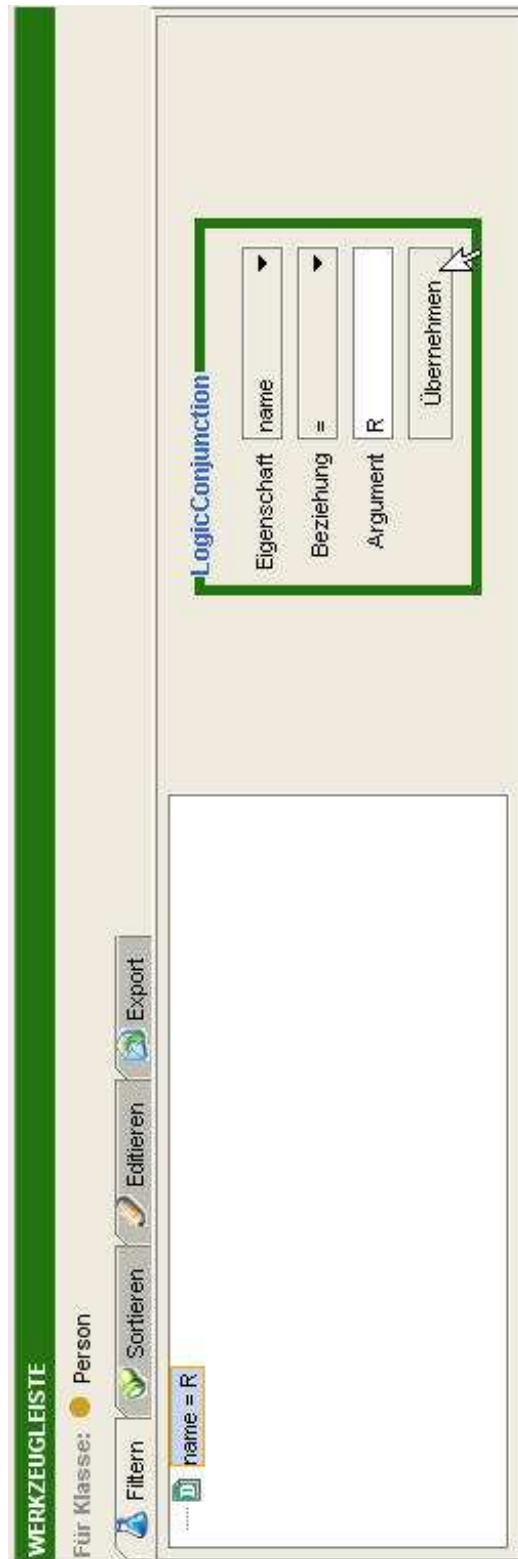 WERKZEUGLEISTE
Für Klasse: Person
Filtern Sortieren Editieren Export
name = R
LogicConjunction
Eigenschaft name
Beziehung =
Argument R
Übernehmen